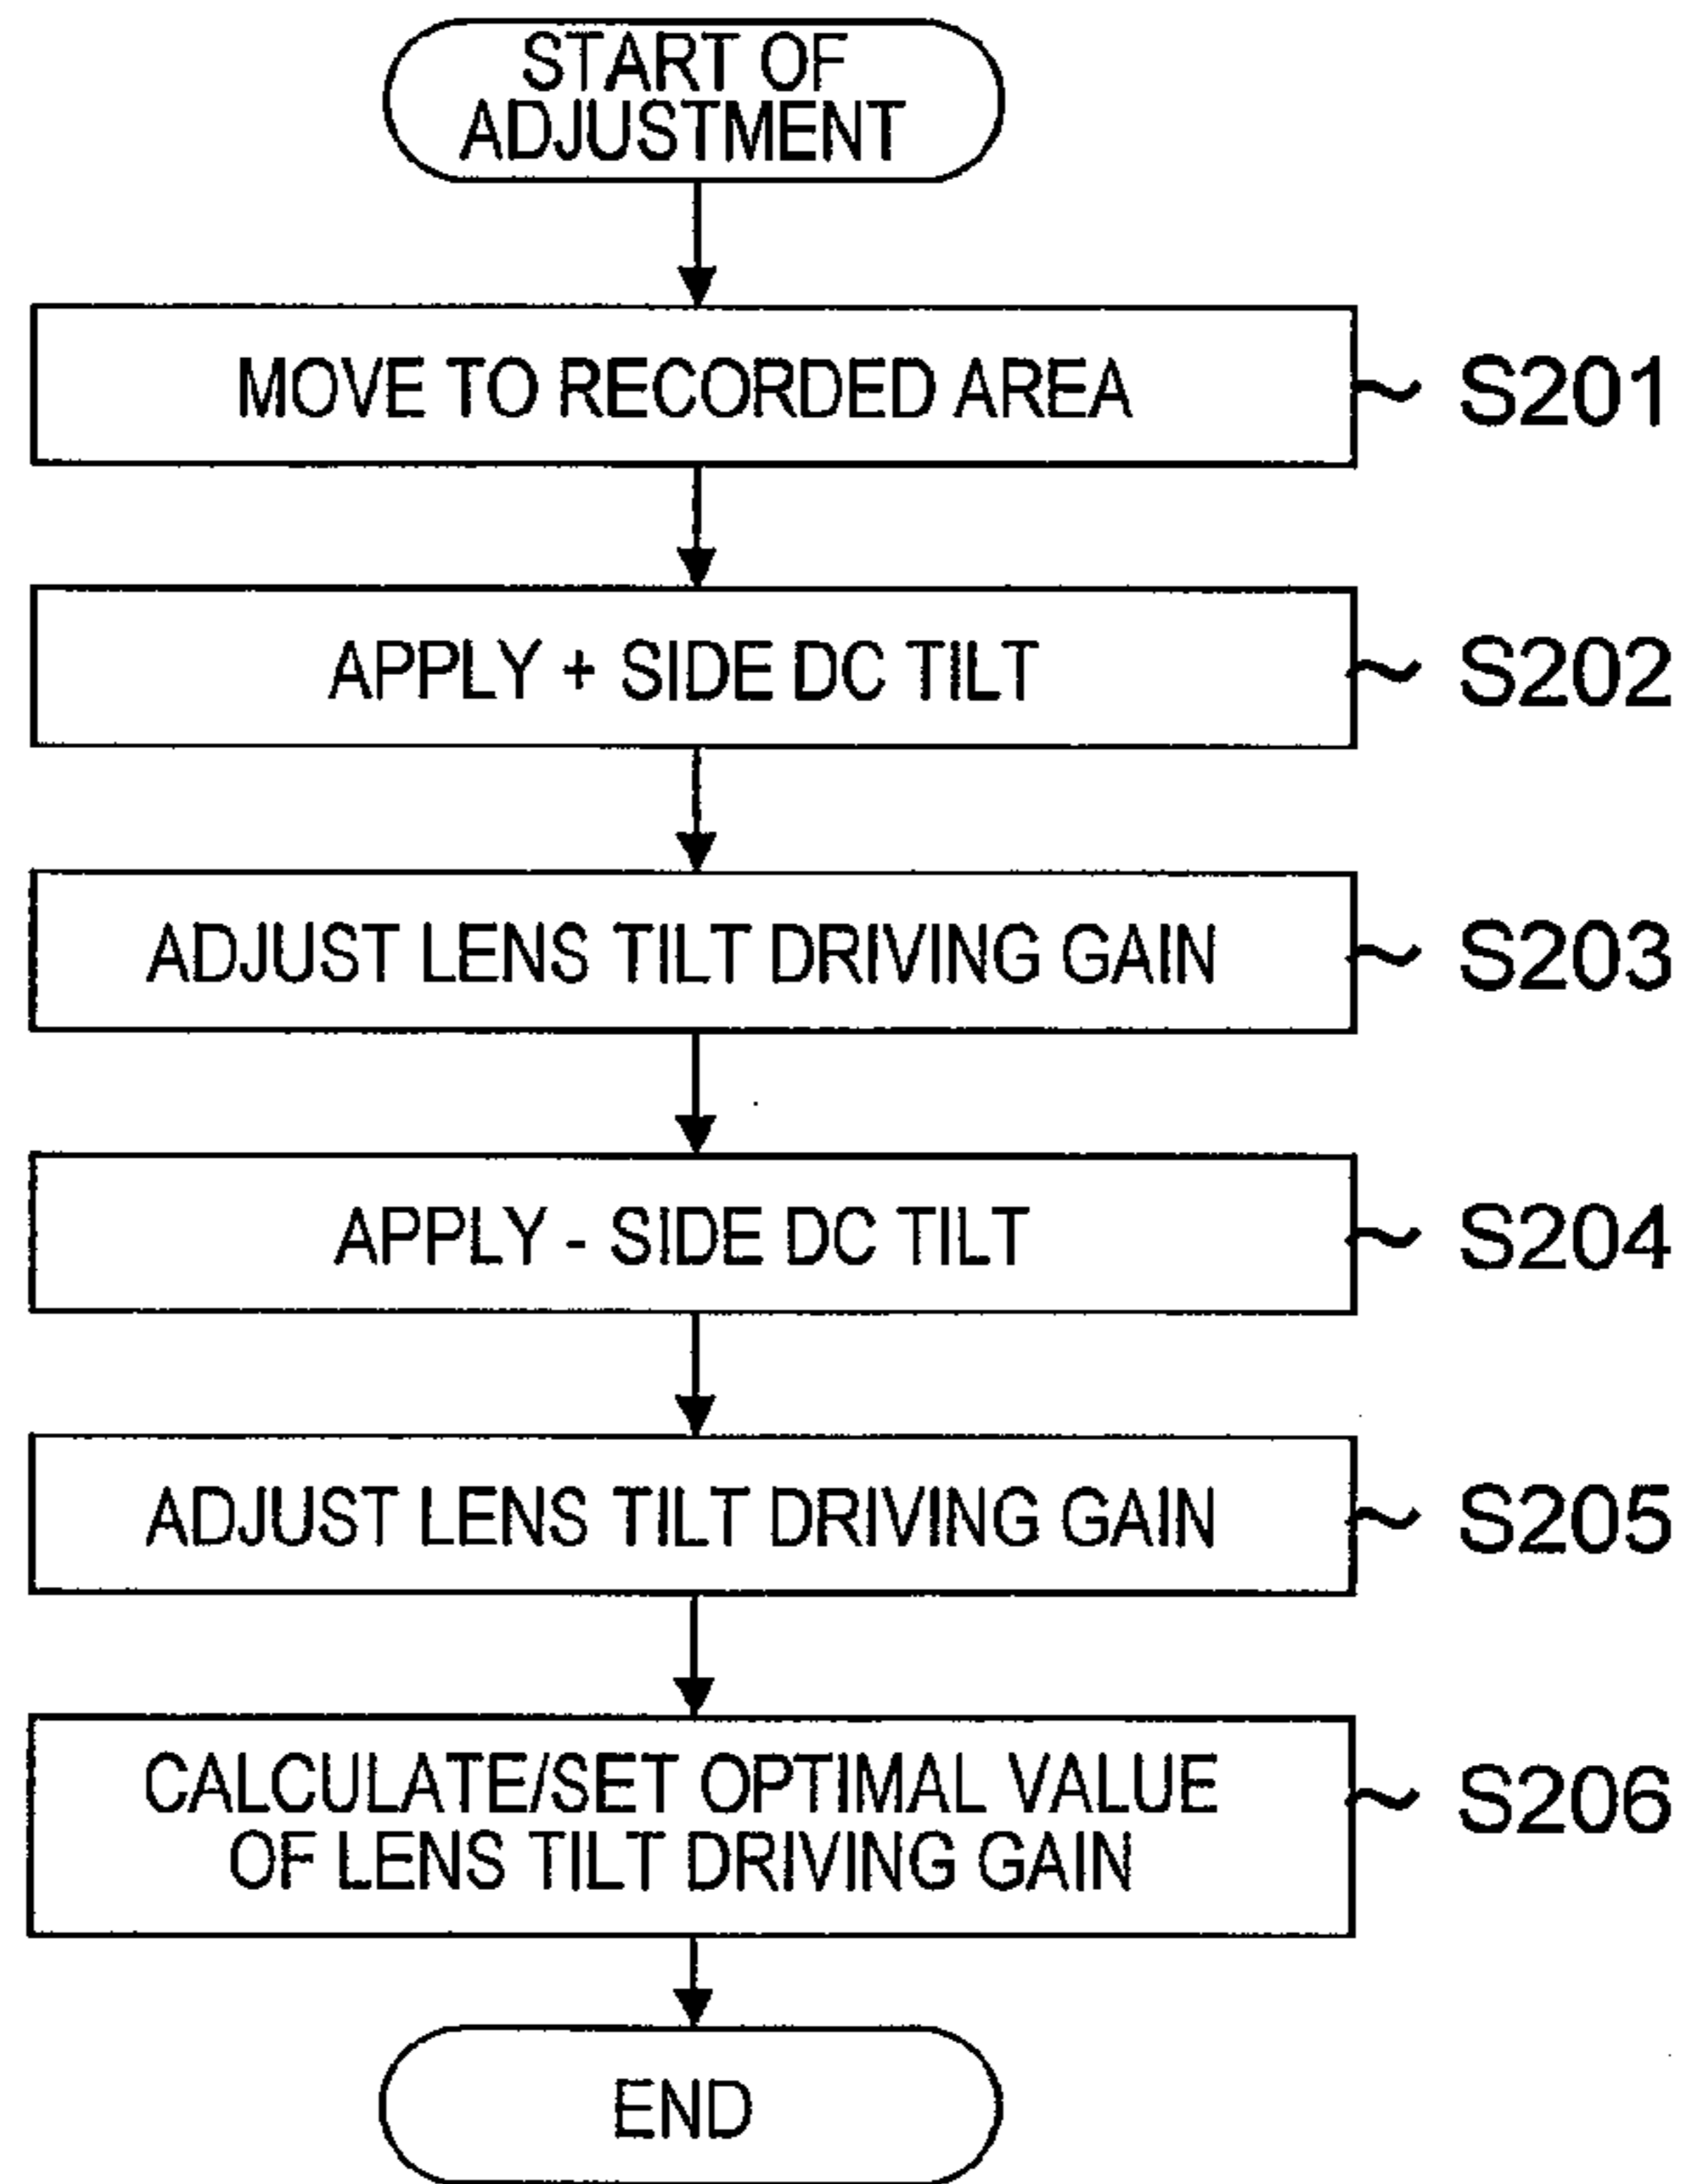 START OF
ADJUSTMENT
MOVE TO RECORDED AREA
S201
APPLY + SIDE DC TILT
S202
ADJUST LENS TILT DRIVING GAIN
S203
APPLY - SIDE DC TILT
S204
ADJUST LENS TILT DRIVING GAIN
S205
CALCULATE/SET OPTIMAL VALUE
OF LENS TILT DRIVING GAIN
S206
END